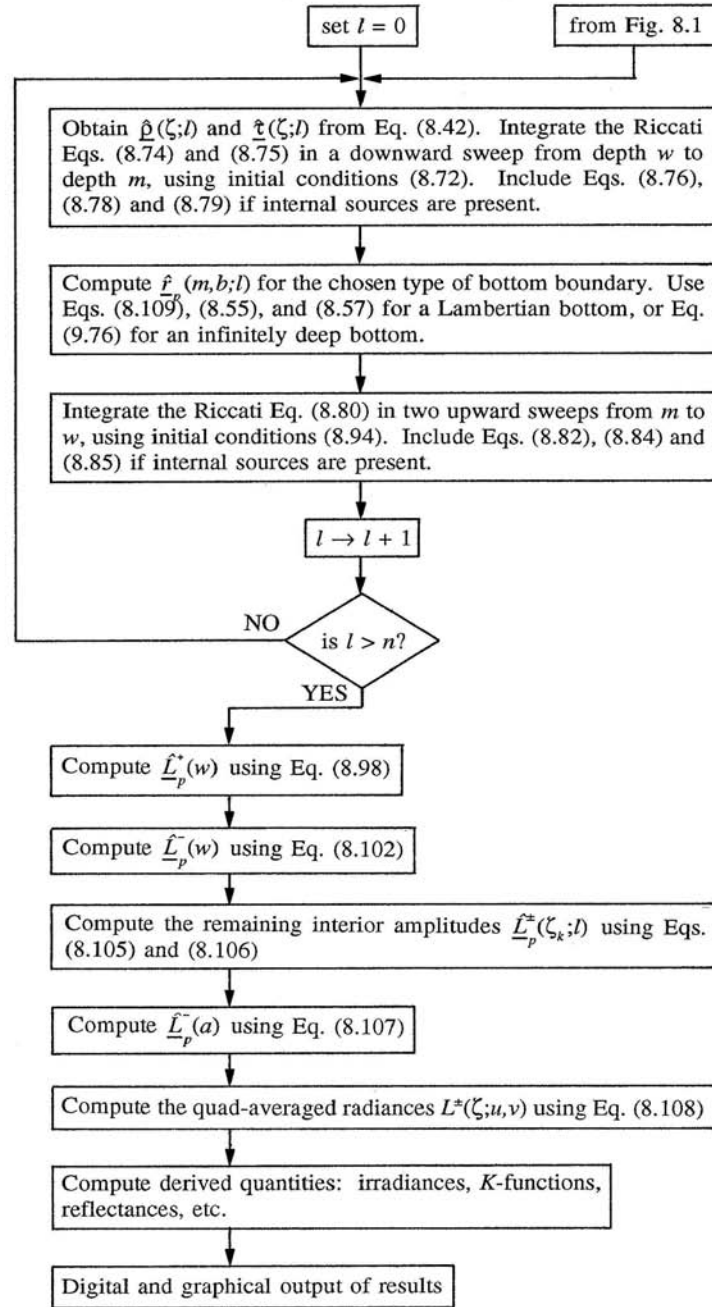 set l = 0
from Fig. 8.1
Obtain ρ̂(ζ;l) and τ̂(ζ;l) from Eq. (8.42). Integrate the Riccati
Eqs. (8.74) and (8.75) in a downward sweep from depth w to
depth m, using initial conditions (8.72). Include Eqs. (8.76),
(8.78) and (8.79) if internal sources are present.
Compute r̂_p(m,b;l) for the chosen type of bottom boundary. Use
Eqs. (8.109), (8.55), and (8.57) for a Lambertian bottom, or Eq.
(9.76) for an infinitely deep bottom.
Integrate the Riccati Eq. (8.80) in two upward sweeps from m to
w, using initial conditions (8.94). Include Eqs. (8.82), (8.84) and
(8.85) if internal sources are present.
l → l + 1
NO
is l > n?
YES
Compute L̂_p^+(w) using Eq. (8.98)
Compute L̂_p^-(w) using Eq. (8.102)
Compute the remaining interior amplitudes L̂_p^±(ζ_k;l) using Eqs.
(8.105) and (8.106)
Compute L̂_p^-(a) using Eq. (8.107)
Compute the quad-averaged radiances L^±(ζ;u,v) using Eq. (8.108)
Compute derived quantities: irradiances, K-functions,
reflectances, etc.
Digital and graphical output of results